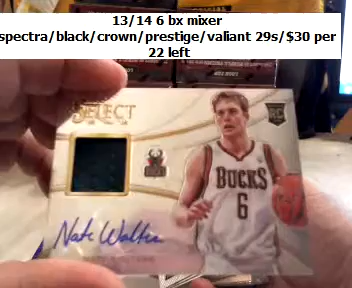 13/14 6 bx mixer
spectra/black/crown/prestige/valiant 29s/$30 per
22 left
SELECT
RC
BUCKS
6
Nate Wolters